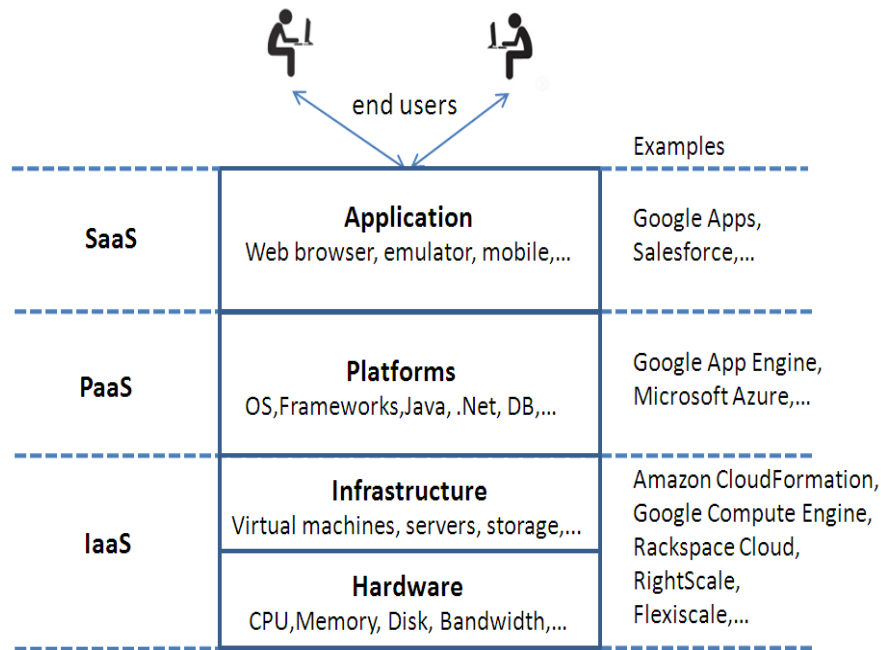 end users
Examples
SaaS
Application
Web browser, emulator, mobile,...
Google Apps,
Salesforce,...
PaaS
Platforms
OS,Frameworks,Java, .Net, DB,...
Google App Engine,
Microsoft Azure,...
IaaS
Infrastructure
Virtual machines, servers, storage,...
Hardware
CPU,Memory, Disk, Bandwidth,...
Amazon CloudFormation,
Google Compute Engine,
Rackspace Cloud,
RightScale,
Flexiscale,...